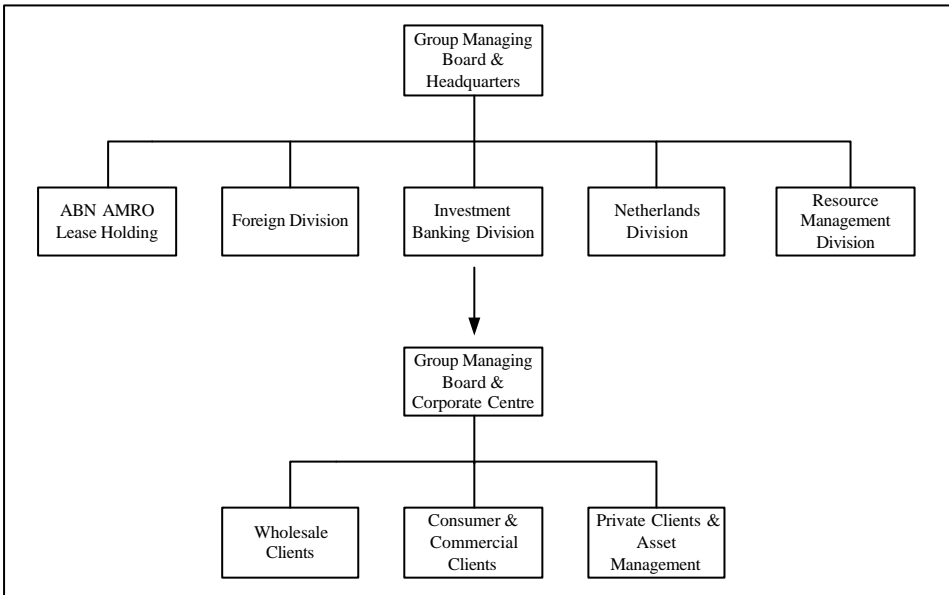 Group Managing
Board &
Headquarters
ABN AMRO
Lease Holding
Foreign Division
Investment
Banking Division
Netherlands
Division
Resource
Management
Division
Group Managing
Board &
Corporate Centre
Wholesale
Clients
Consumer &
Commercial
Clients
Private Clients &
Asset
Management